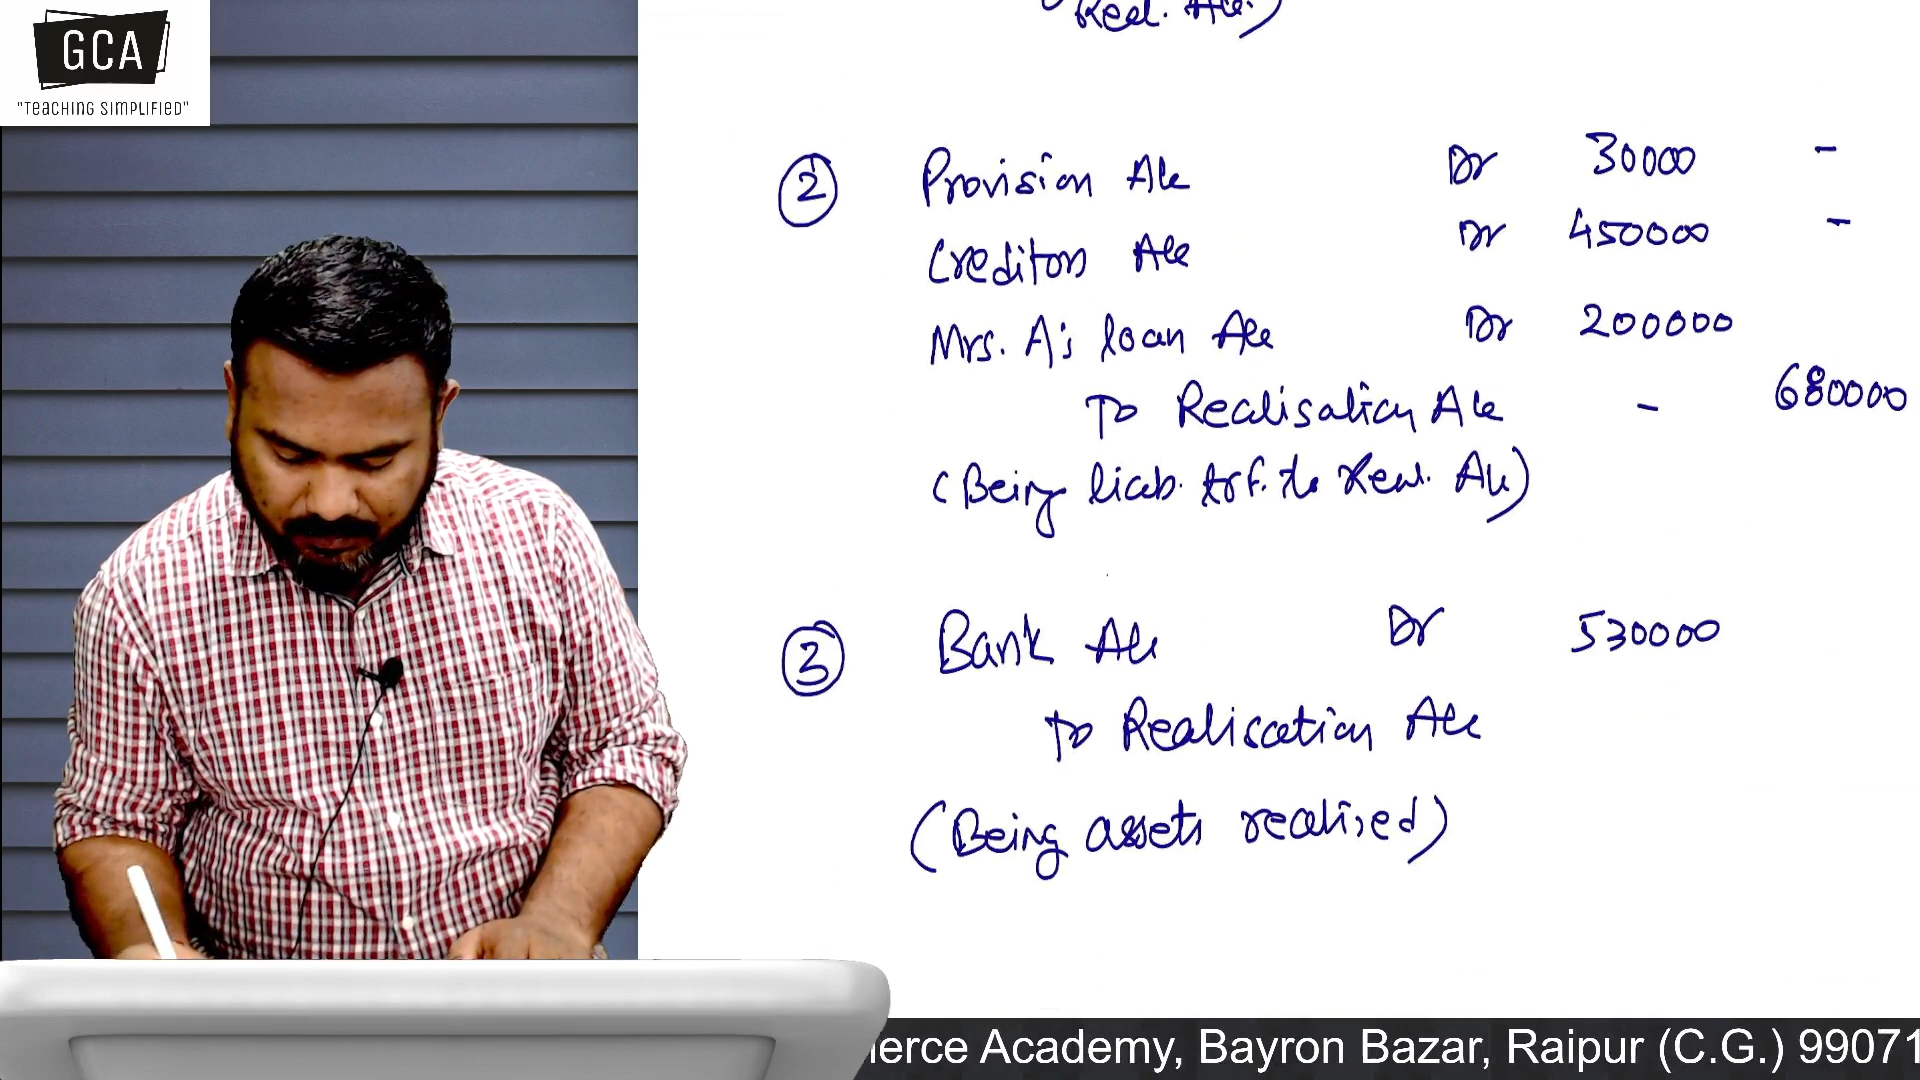 GCA
"Teaching Simplified"
Real. A/c.)
② Provision A/c Dr 30000 -
Creditors A/c Dr 450000 -
Mrs. A's loan A/c Dr 200000
To Realisation A/c - 680000
(Being liab. trf. to Real. A/c)
③ Bank A/c Dr 530000
To Realisation A/c
(Being assets realised)
erce Academy, Bayron Bazar, Raipur (C.G.) 99071